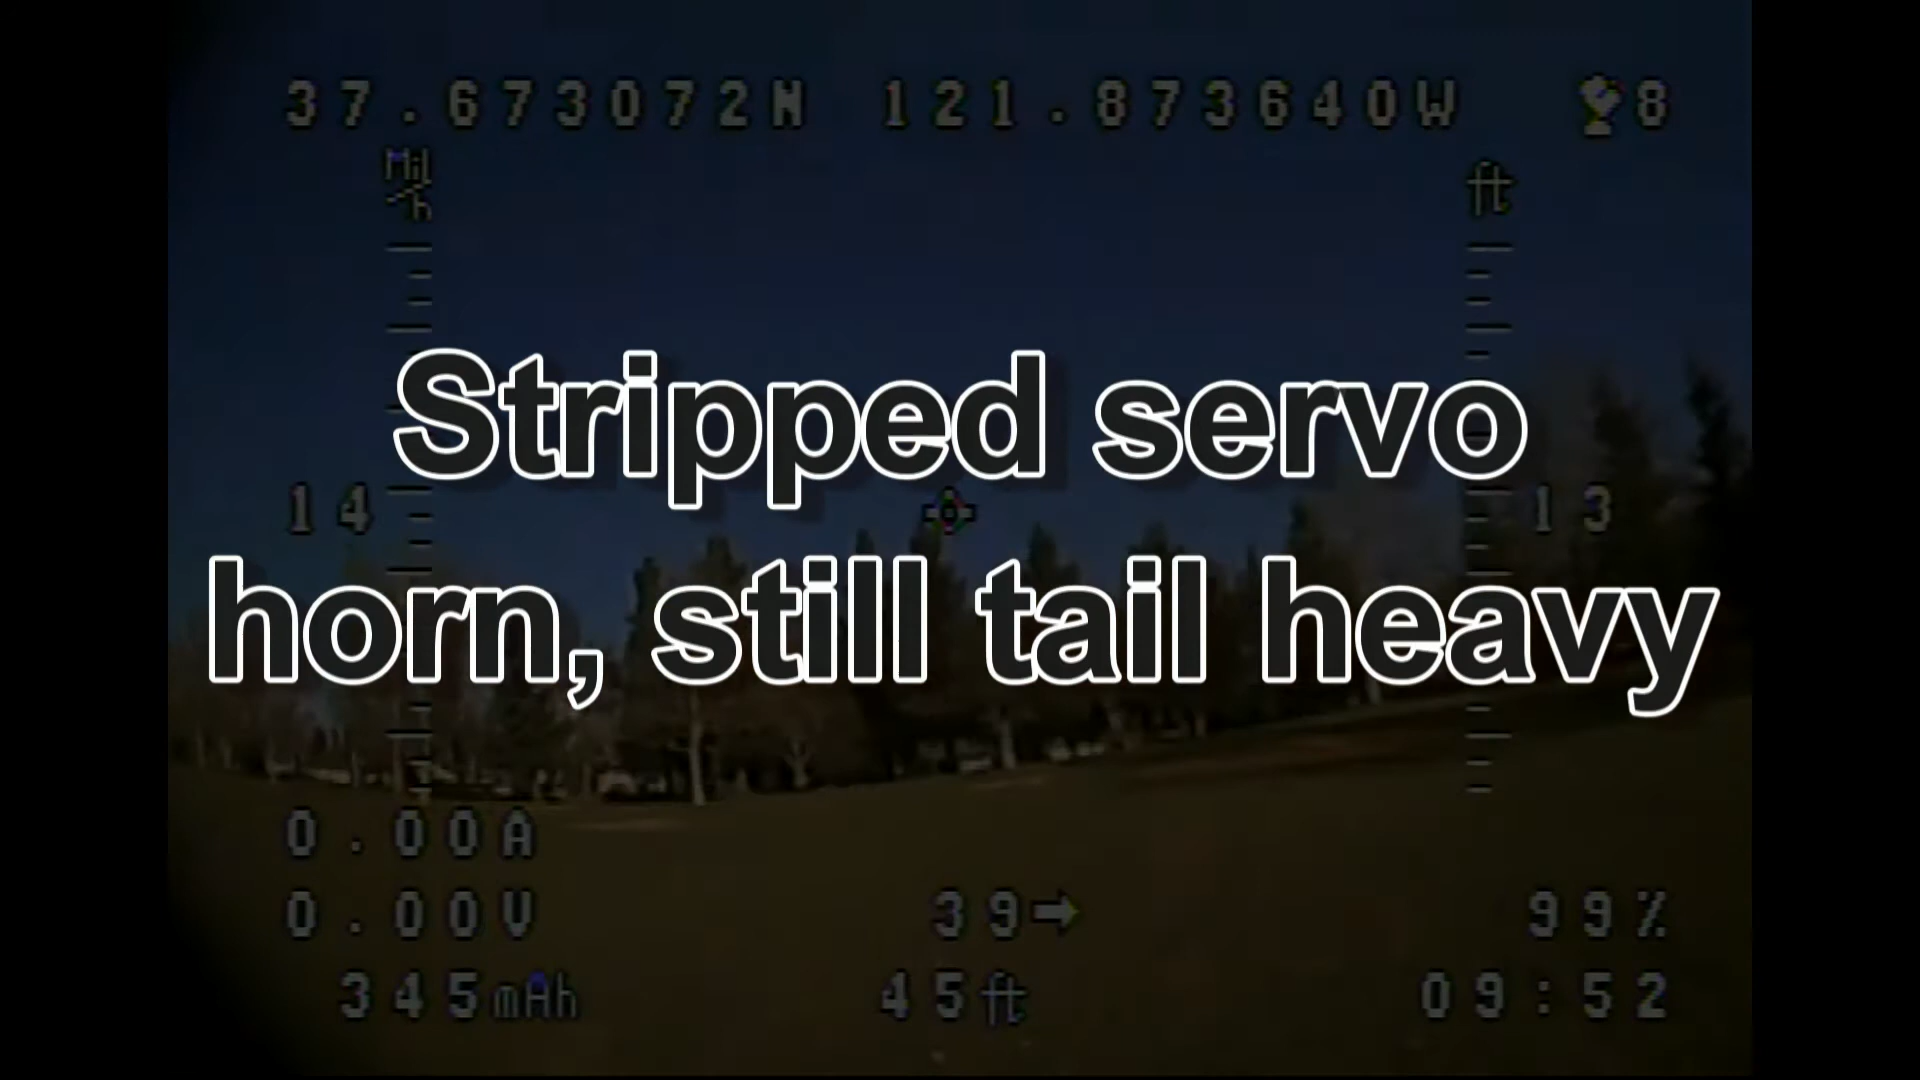 37.673072N 121.873640W 8
Mil/h ft
Stripped servo
14 13
horn, still tail heavy
0.00A
0.00V 39→ 99%
345mAh 45ft 09:52